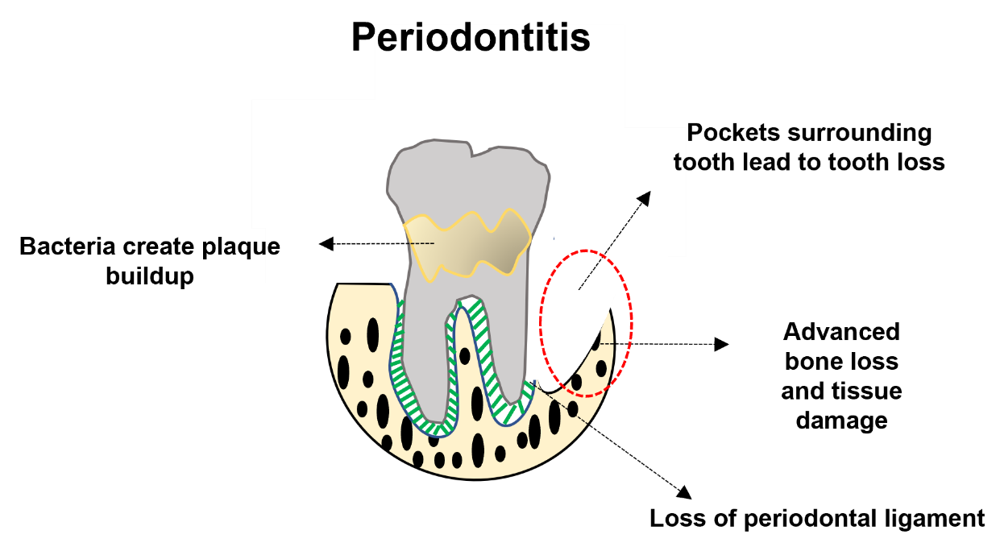 Periodontitis
Pockets surrounding
tooth lead to tooth loss
Bacteria create plaque
buildup
Advanced
bone loss
and tissue
damage
Loss of periodontal ligament